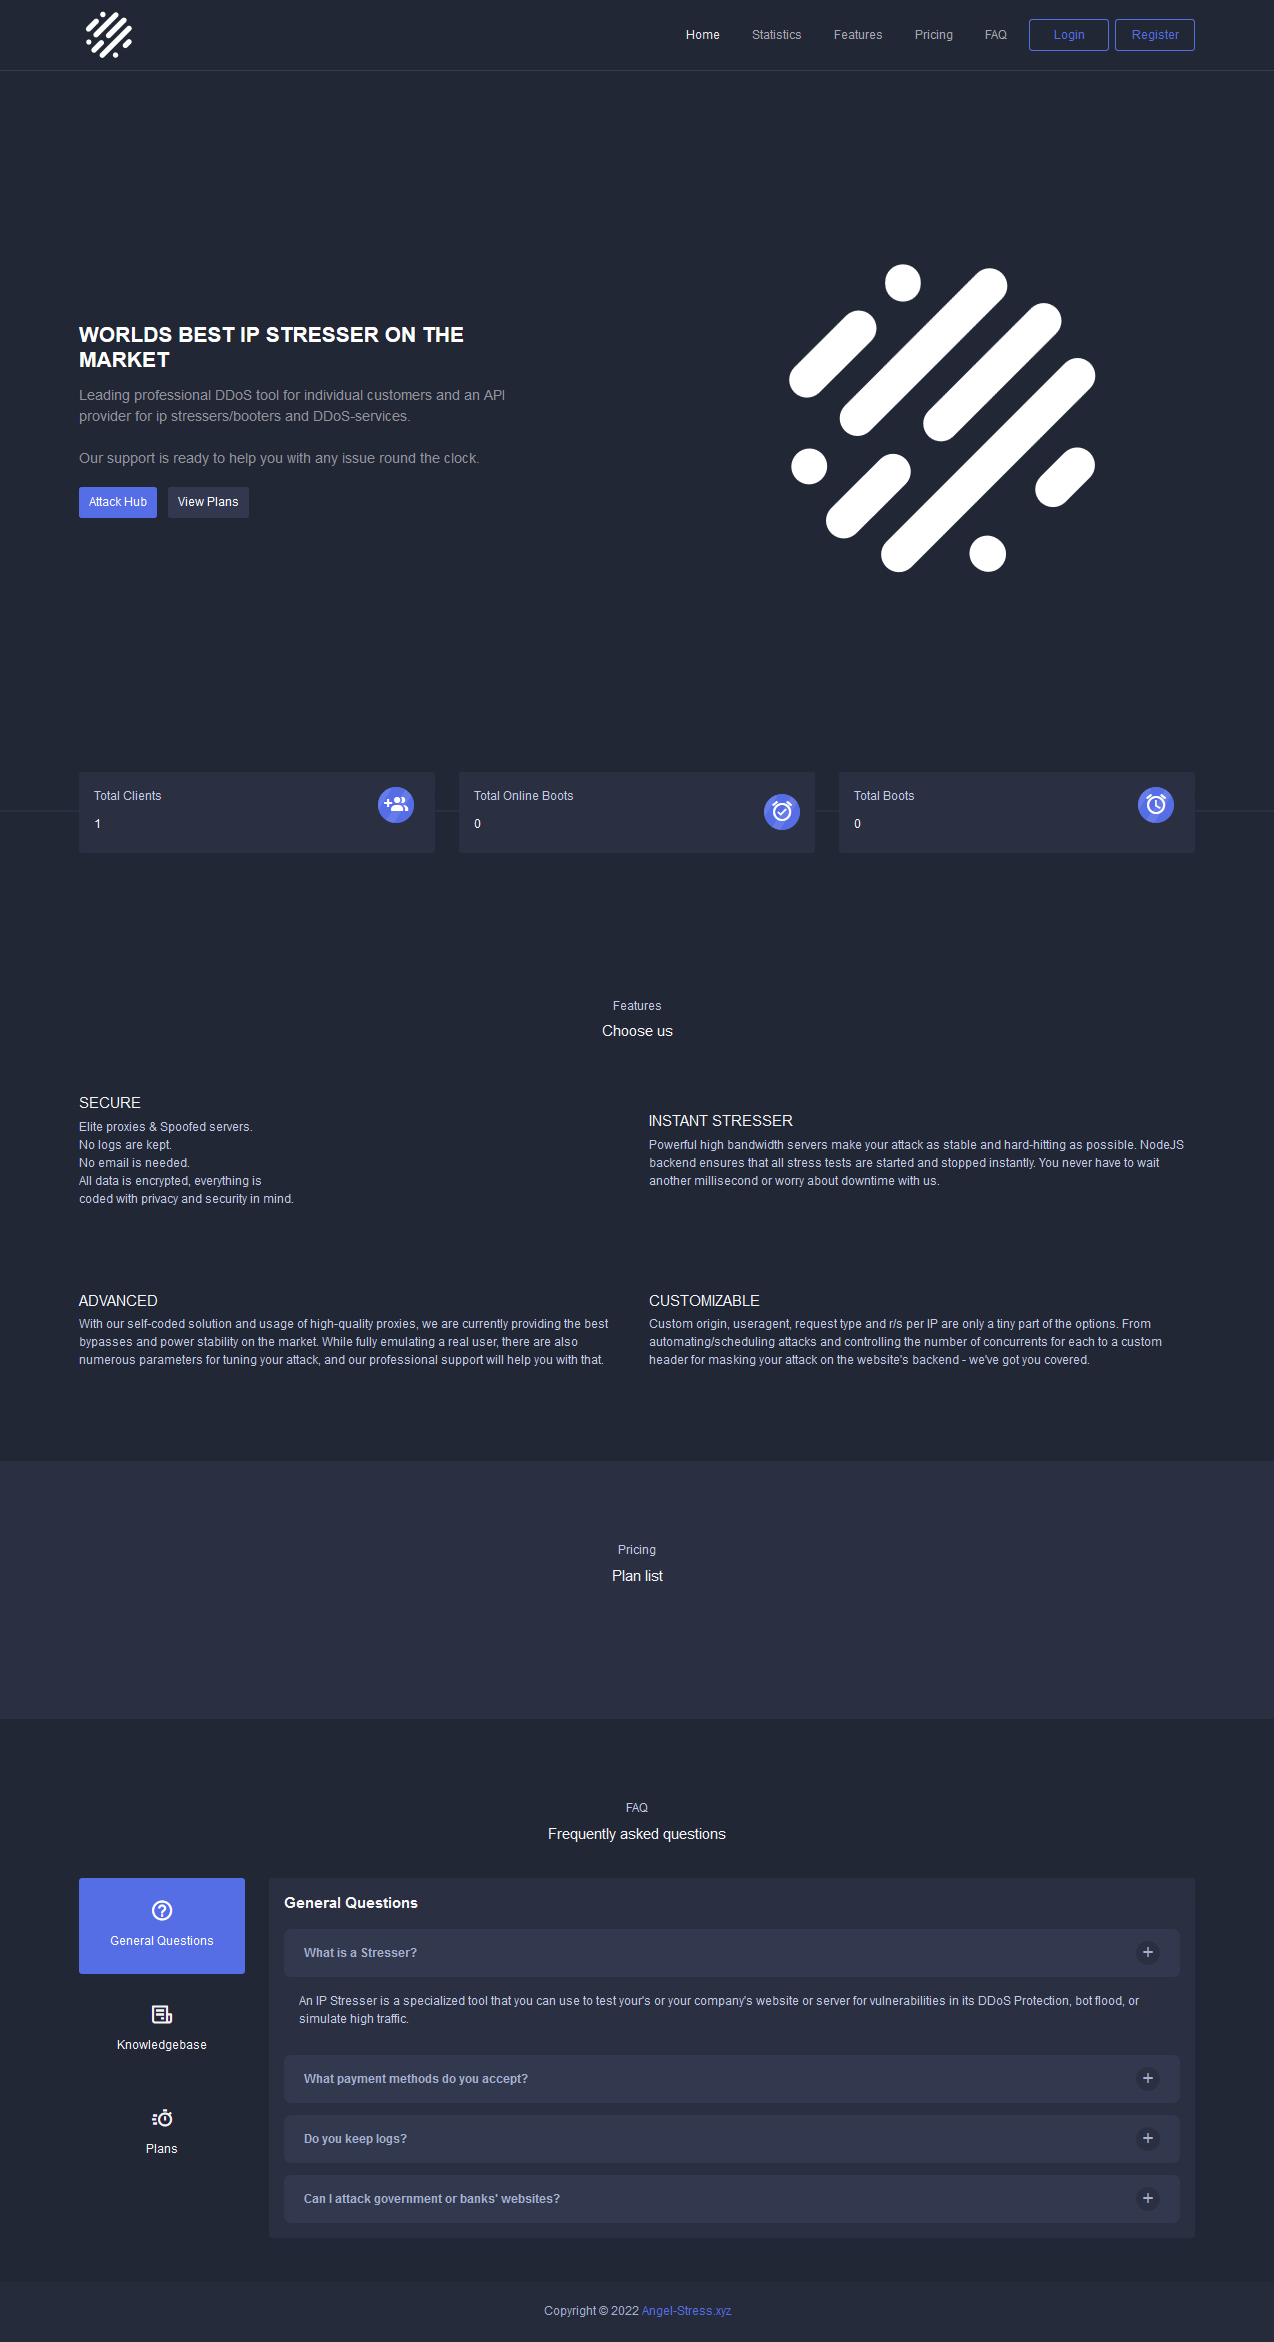 Home Statistics Features Pricing FAQ Login Register
WORLDS BEST IP STRESSER ON THE
MARKET
Leading professional DDoS tool for individual customers and an API
provider for ip stressers/booters and DDoS-services.
Our support is ready to help you with any issue round the clock.
Attack Hub View Plans
Total Clients
1
Total Online Boots
0
Total Boots
0
Features
Choose us
SECURE
Elite proxies & Spoofed servers.
No logs are kept.
No email is needed.
All data is encrypted, everything is
coded with privacy and security in mind.
INSTANT STRESSER
Powerful high bandwidth servers make your attack as stable and hard-hitting as possible. NodeJS
backend ensures that all stress tests are started and stopped instantly. You never have to wait
another millisecond or worry about downtime with us.
ADVANCED
With our self-coded solution and usage of high-quality proxies, we are currently providing the best
bypasses and power stability on the market. While fully emulating a real user, there are also
numerous parameters for tuning your attack, and our professional support will help you with that.
CUSTOMIZABLE
Custom origin, useragent, request type and r/s per IP are only a tiny part of the options. From
automating/scheduling attacks and controlling the number of concurrents for each to a custom
header for masking your attack on the website's backend - we've got you covered.
Pricing
Plan list
FAQ
Frequently asked questions
General Questions
Knowledgebase
Plans
General Questions
What is a Stresser?
An IP Stresser is a specialized tool that you can use to test your's or your company's website or server for vulnerabilities in its DDoS Protection, bot flood, or
simulate high traffic.
What payment methods do you accept?
Do you keep logs?
Can I attack government or banks' websites?
Copyright © 2022 Angel-Stress.xyz